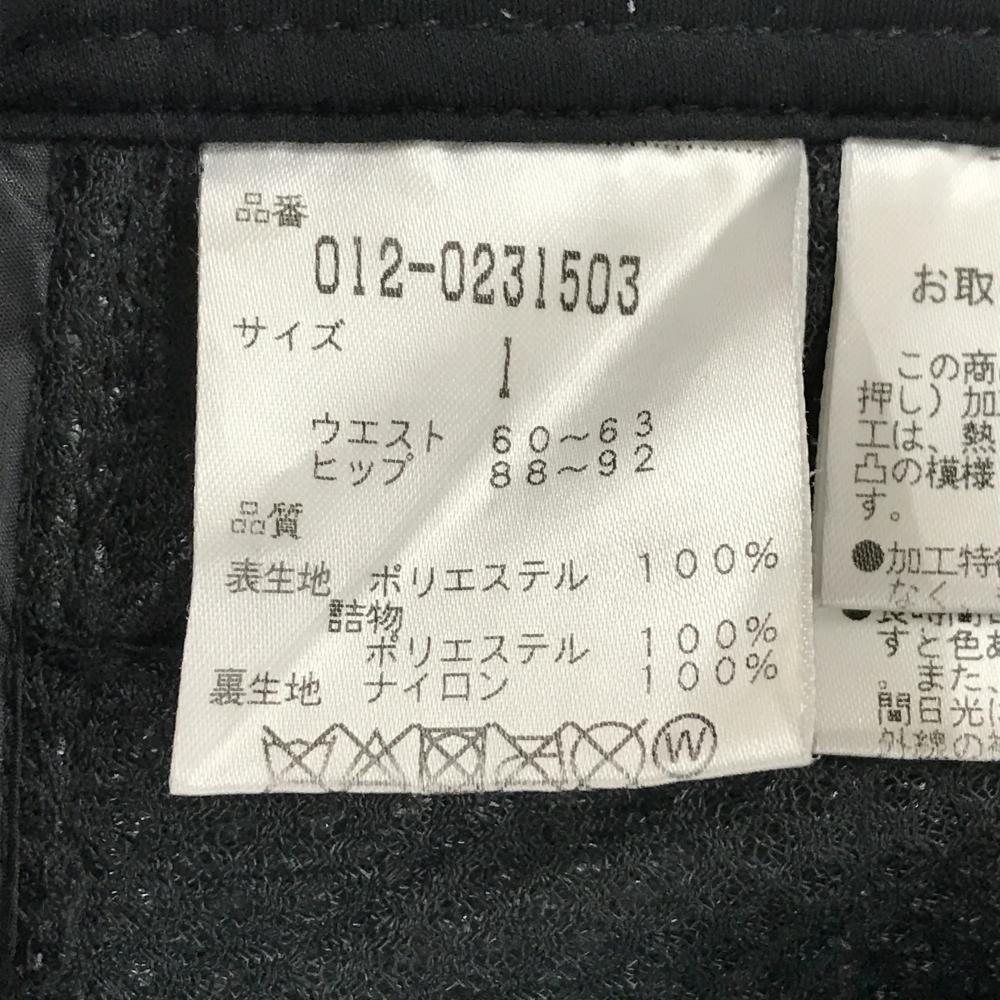 品番
012-0231503
サイズ
1
ウエスト 60~63
ヒップ 88~92
品質
表生地 ポリエステル 100%
詰物
ポリエステル 100%
裏生地 ナイロン 100%
W
お取
この商
押し)加
工は、熱
凸の模様
す。
●加工特
なく
すと色あ
。また、
間日光に